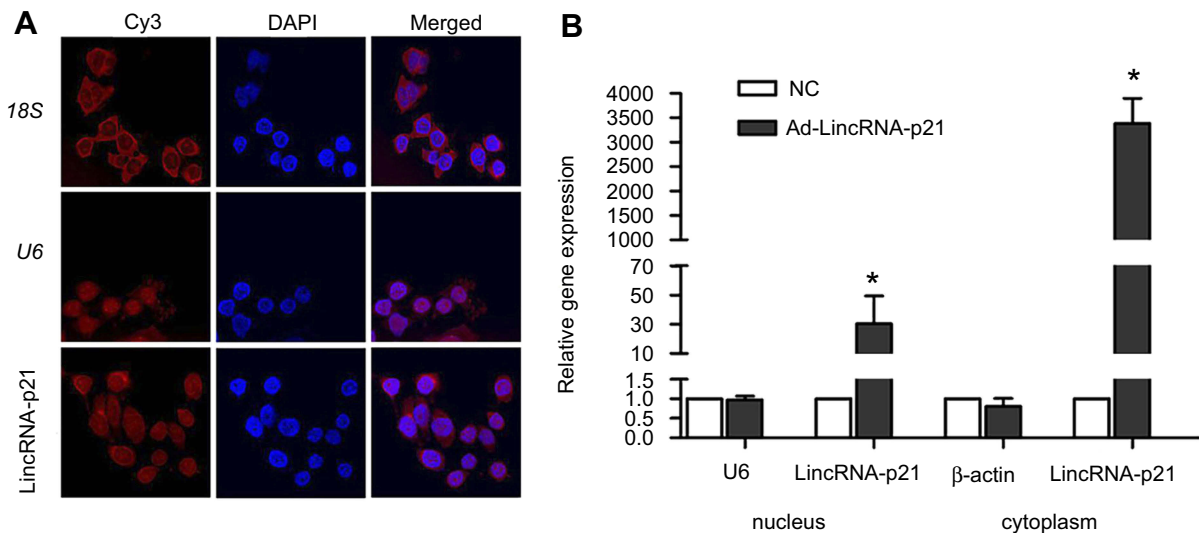 A
Cy3 DAPI Merged
18S
U6
LincRNA-p21
B
NC
Ad-LincRNA-p21
Relative gene expression
4000
3500
3000
2500
2000
1500
1000
70
50
30
10
1.5
1.0
0.5
0.0
*
*
U6 LincRNA-p21 β-actin LincRNA-p21
nucleus cytoplasm